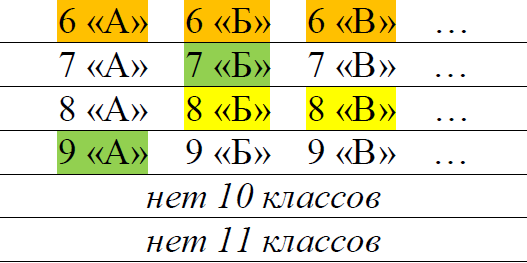 6 «А» 6 «Б» 6 «В» …
7 «А» 7 «Б» 7 «В» …
8 «А» 8 «Б» 8 «В» …
9 «А» 9 «Б» 9 «В» …
нет 10 классов
нет 11 классов